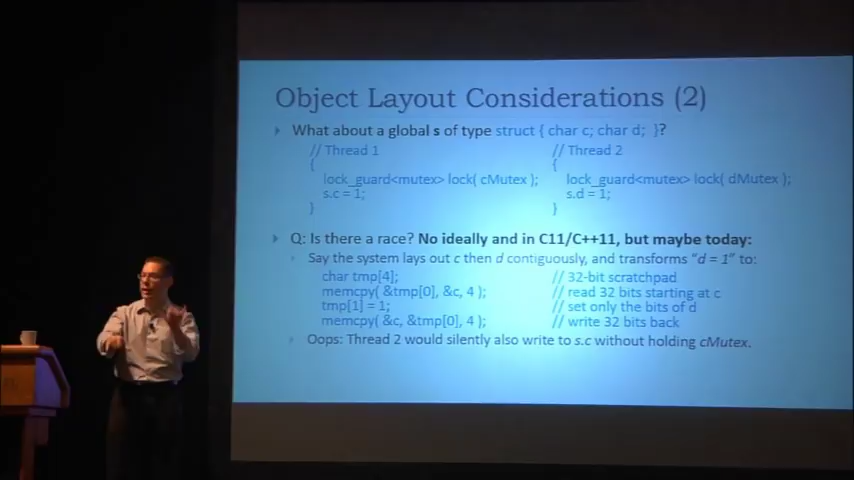 Object Layout Considerations (2)
What about a global s of type struct { char c; char d; }?
// Thread 1
{
lock_guard<mutex> lock( cMutex );
s.c = 1;
}
// Thread 2
{
lock_guard<mutex> lock( dMutex );
s.d = 1;
}
Q: Is there a race? No ideally and in C11/C++11, but maybe today:
Say the system lays out c then d contiguously, and transforms "d = 1" to:
char tmp[4]; // 32-bit scratchpad
memcpy( &tmp[0], &c, 4 ); // read 32 bits starting at c
tmp[1] = 1; // set only the bits of d
memcpy( &c, &tmp[0], 4 ); // write 32 bits back
Oops: Thread 2 would silently also write to s.c without holding cMutex.